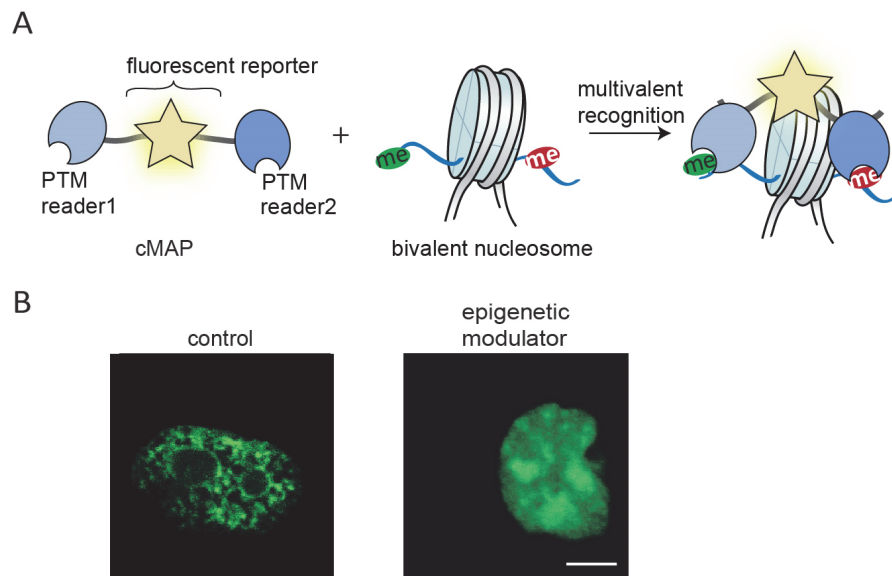 A
fluorescent reporter
PTM
reader1
PTM
reader2
cMAP
+
me
me
bivalent nucleosome
multivalent
recognition
me
me
B
control
epigenetic
modulator